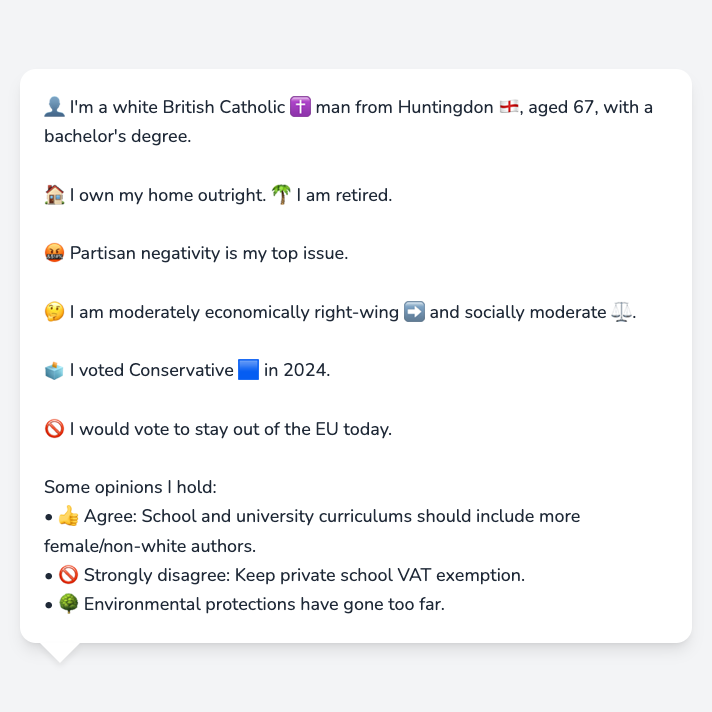 👤 I'm a white British Catholic ✝️ man from Huntingdon 🏴󠁧󠁢󠁥󠁮󠁧󠁿, aged 67, with a
bachelor's degree.
🏠 I own my home outright. 🌴 I am retired.
🤬 Partisan negativity is my top issue.
🤔 I am moderately economically right-wing ➡️ and socially moderate ⚖️.
🗳️ I voted Conservative 🟦 in 2024.
🚫 I would vote to stay out of the EU today.
Some opinions I hold:
• 👍 Agree: School and university curriculums should include more
female/non-white authors.
• 🚫 Strongly disagree: Keep private school VAT exemption.
• 🌳 Environmental protections have gone too far.